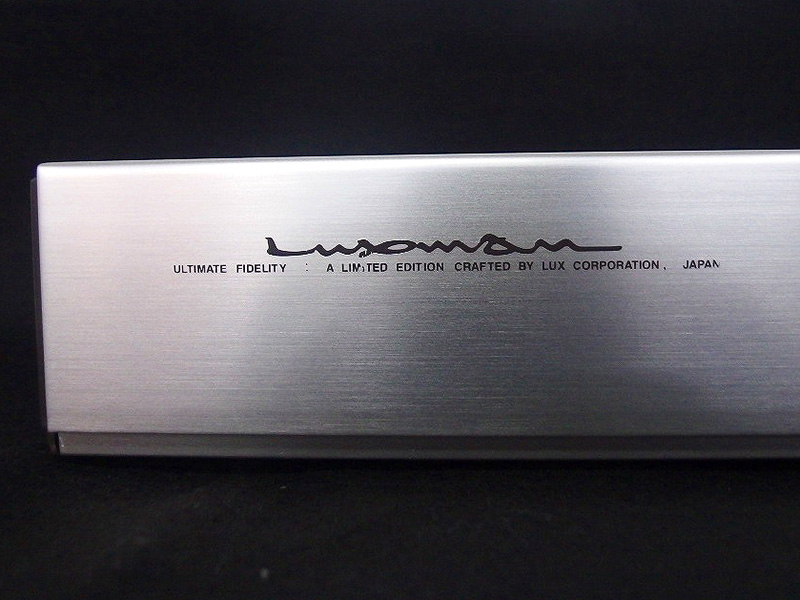 Luxman
ULTIMATE FIDELITY : A LIMITED EDITION CRAFTED BY LUX CORPORATION, JAPAN